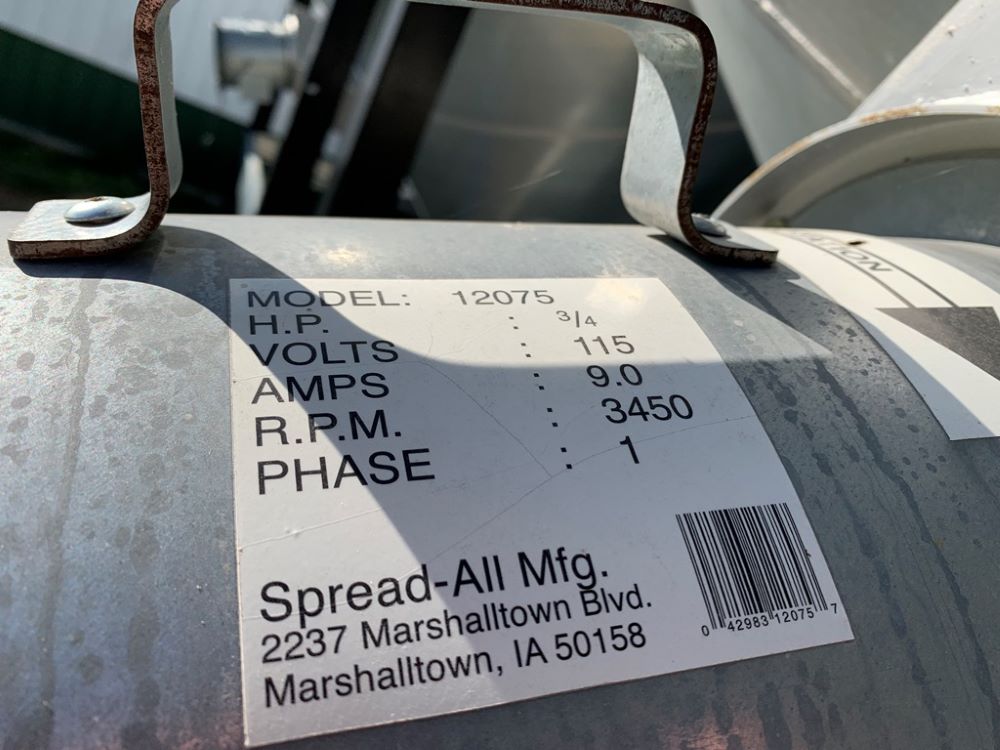 MODEL: 12075
H.P. : 3/4
VOLTS : 115
AMPS : 9.0
R.P.M. : 3450
PHASE : 1
Spread-All Mfg.
2237 Marshalltown Blvd.
Marshalltown, IA 50158
0 42983 12075 7